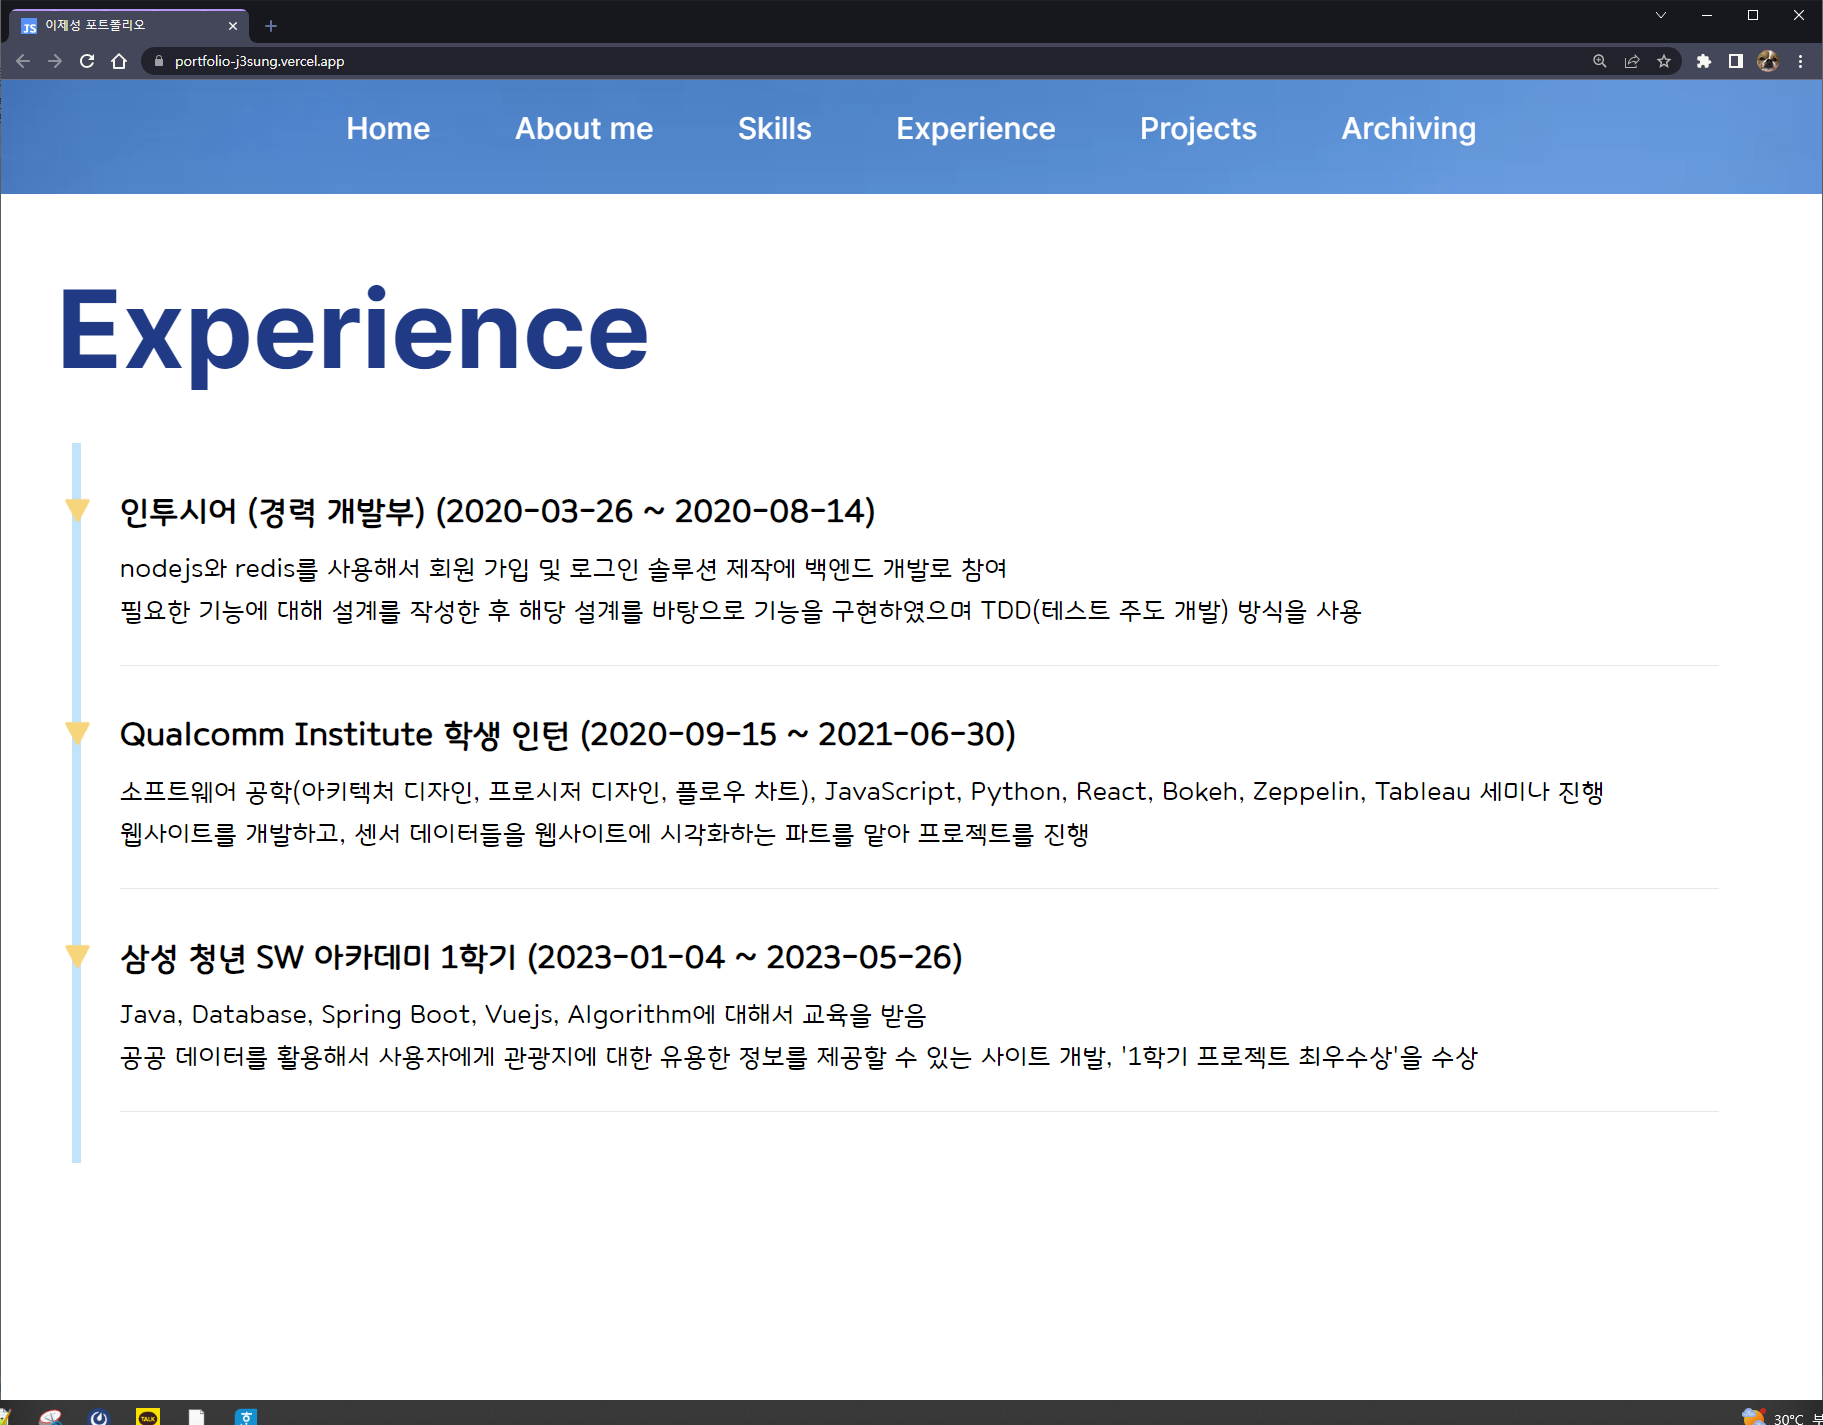 JS 이제성 포트폴리오
portfolio-j3sung.vercel.app
Home About me Skills Experience Projects Archiving
Experience
인투시어 (경력 개발부) (2020-03-26 ~ 2020-08-14)
nodejs와 redis를 사용해서 회원 가입 및 로그인 솔루션 제작에 백엔드 개발로 참여
필요한 기능에 대해 설계를 작성한 후 해당 설계를 바탕으로 기능을 구현하였으며 TDD(테스트 주도 개발) 방식을 사용
Qualcomm Institute 학생 인턴 (2020-09-15 ~ 2021-06-30)
소프트웨어 공학(아키텍처 디자인, 프로시저 디자인, 플로우 차트), JavaScript, Python, React, Bokeh, Zeppelin, Tableau 세미나 진행
웹사이트를 개발하고, 센서 데이터들을 웹사이트에 시각화하는 파트를 맡아 프로젝트를 진행
삼성 청년 SW 아카데미 1학기 (2023-01-04 ~ 2023-05-26)
Java, Database, Spring Boot, Vuejs, Algorithm에 대해서 교육을 받음
공공 데이터를 활용해서 사용자에게 관광지에 대한 유용한 정보를 제공할 수 있는 사이트 개발, '1학기 프로젝트 최우수상'을 수상
TALK 30°C